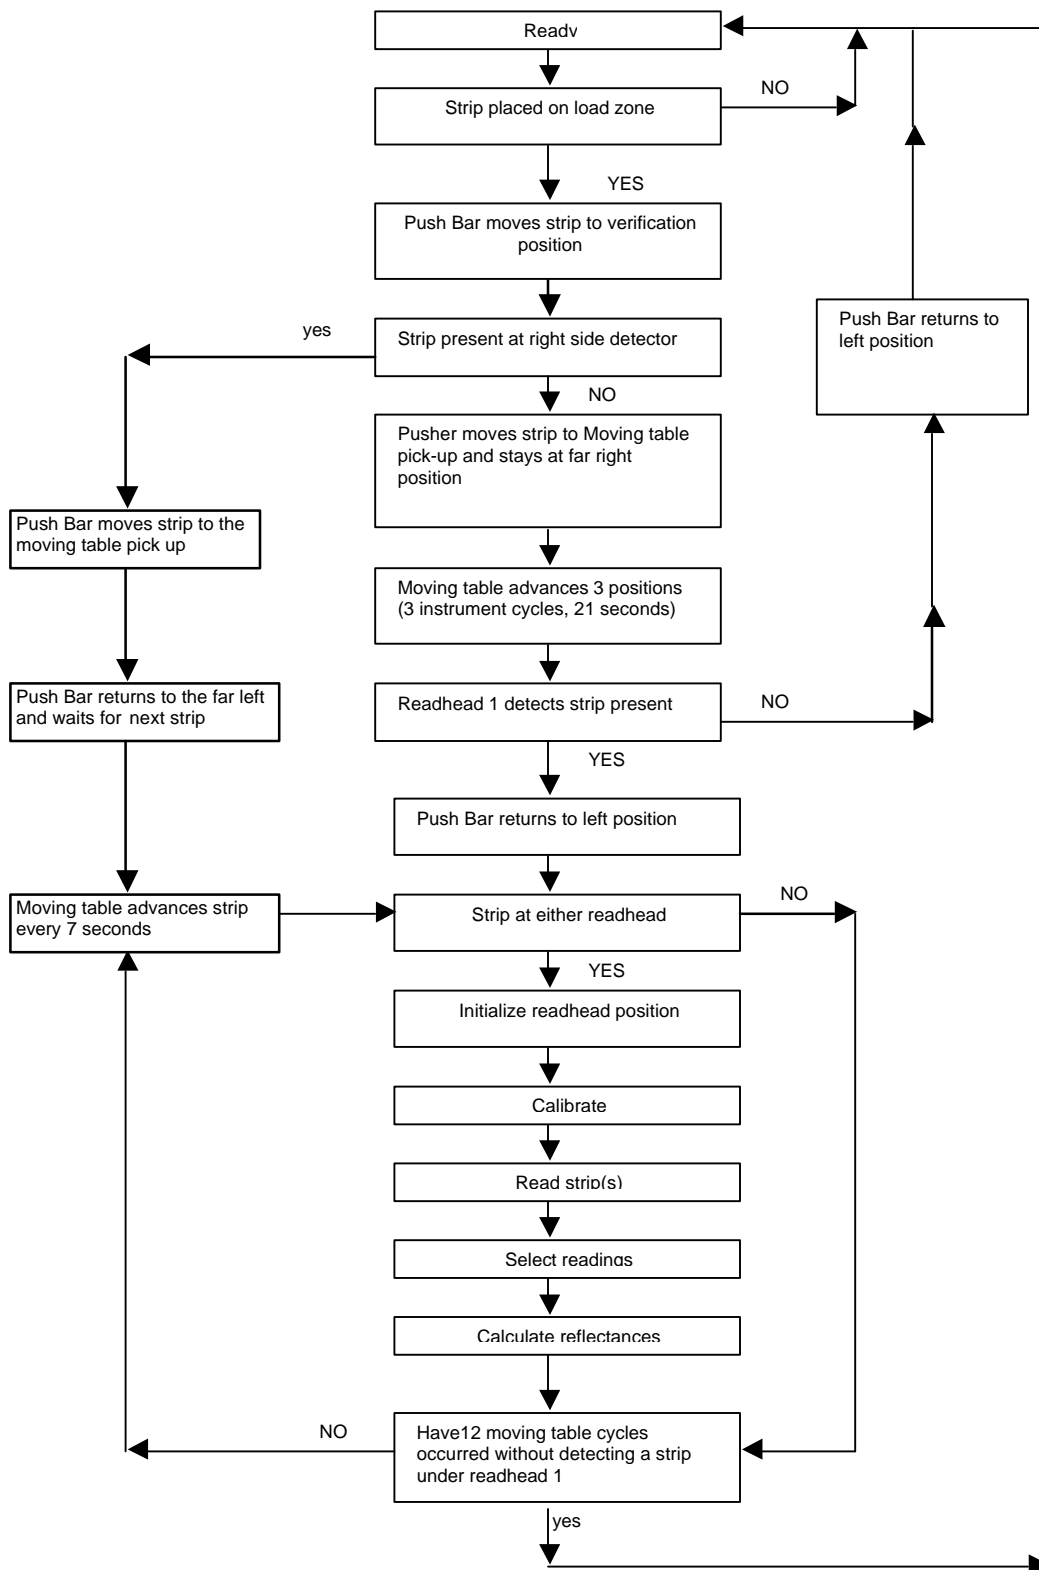 Ready
Strip placed on load zone
NO
YES
Push Bar moves strip to verification
position
yes
Strip present at right side detector
Push Bar returns to
left position
NO
Pusher moves strip to Moving table
pick-up and stays at far right
position
Push Bar moves strip to the
moving table pick up
Moving table advances 3 positions
(3 instrument cycles, 21 seconds)
Push Bar returns to the far left
and waits for next strip
Readhead 1 detects strip present
NO
YES
Push Bar returns to left position
Moving table advances strip
every 7 seconds
Strip at either readhead
NO
YES
Initialize readhead position
Calibrate
Read strip(s)
Select readings
Calculate reflectances
NO
Have12 moving table cycles
occurred without detecting a strip
under readhead 1
yes